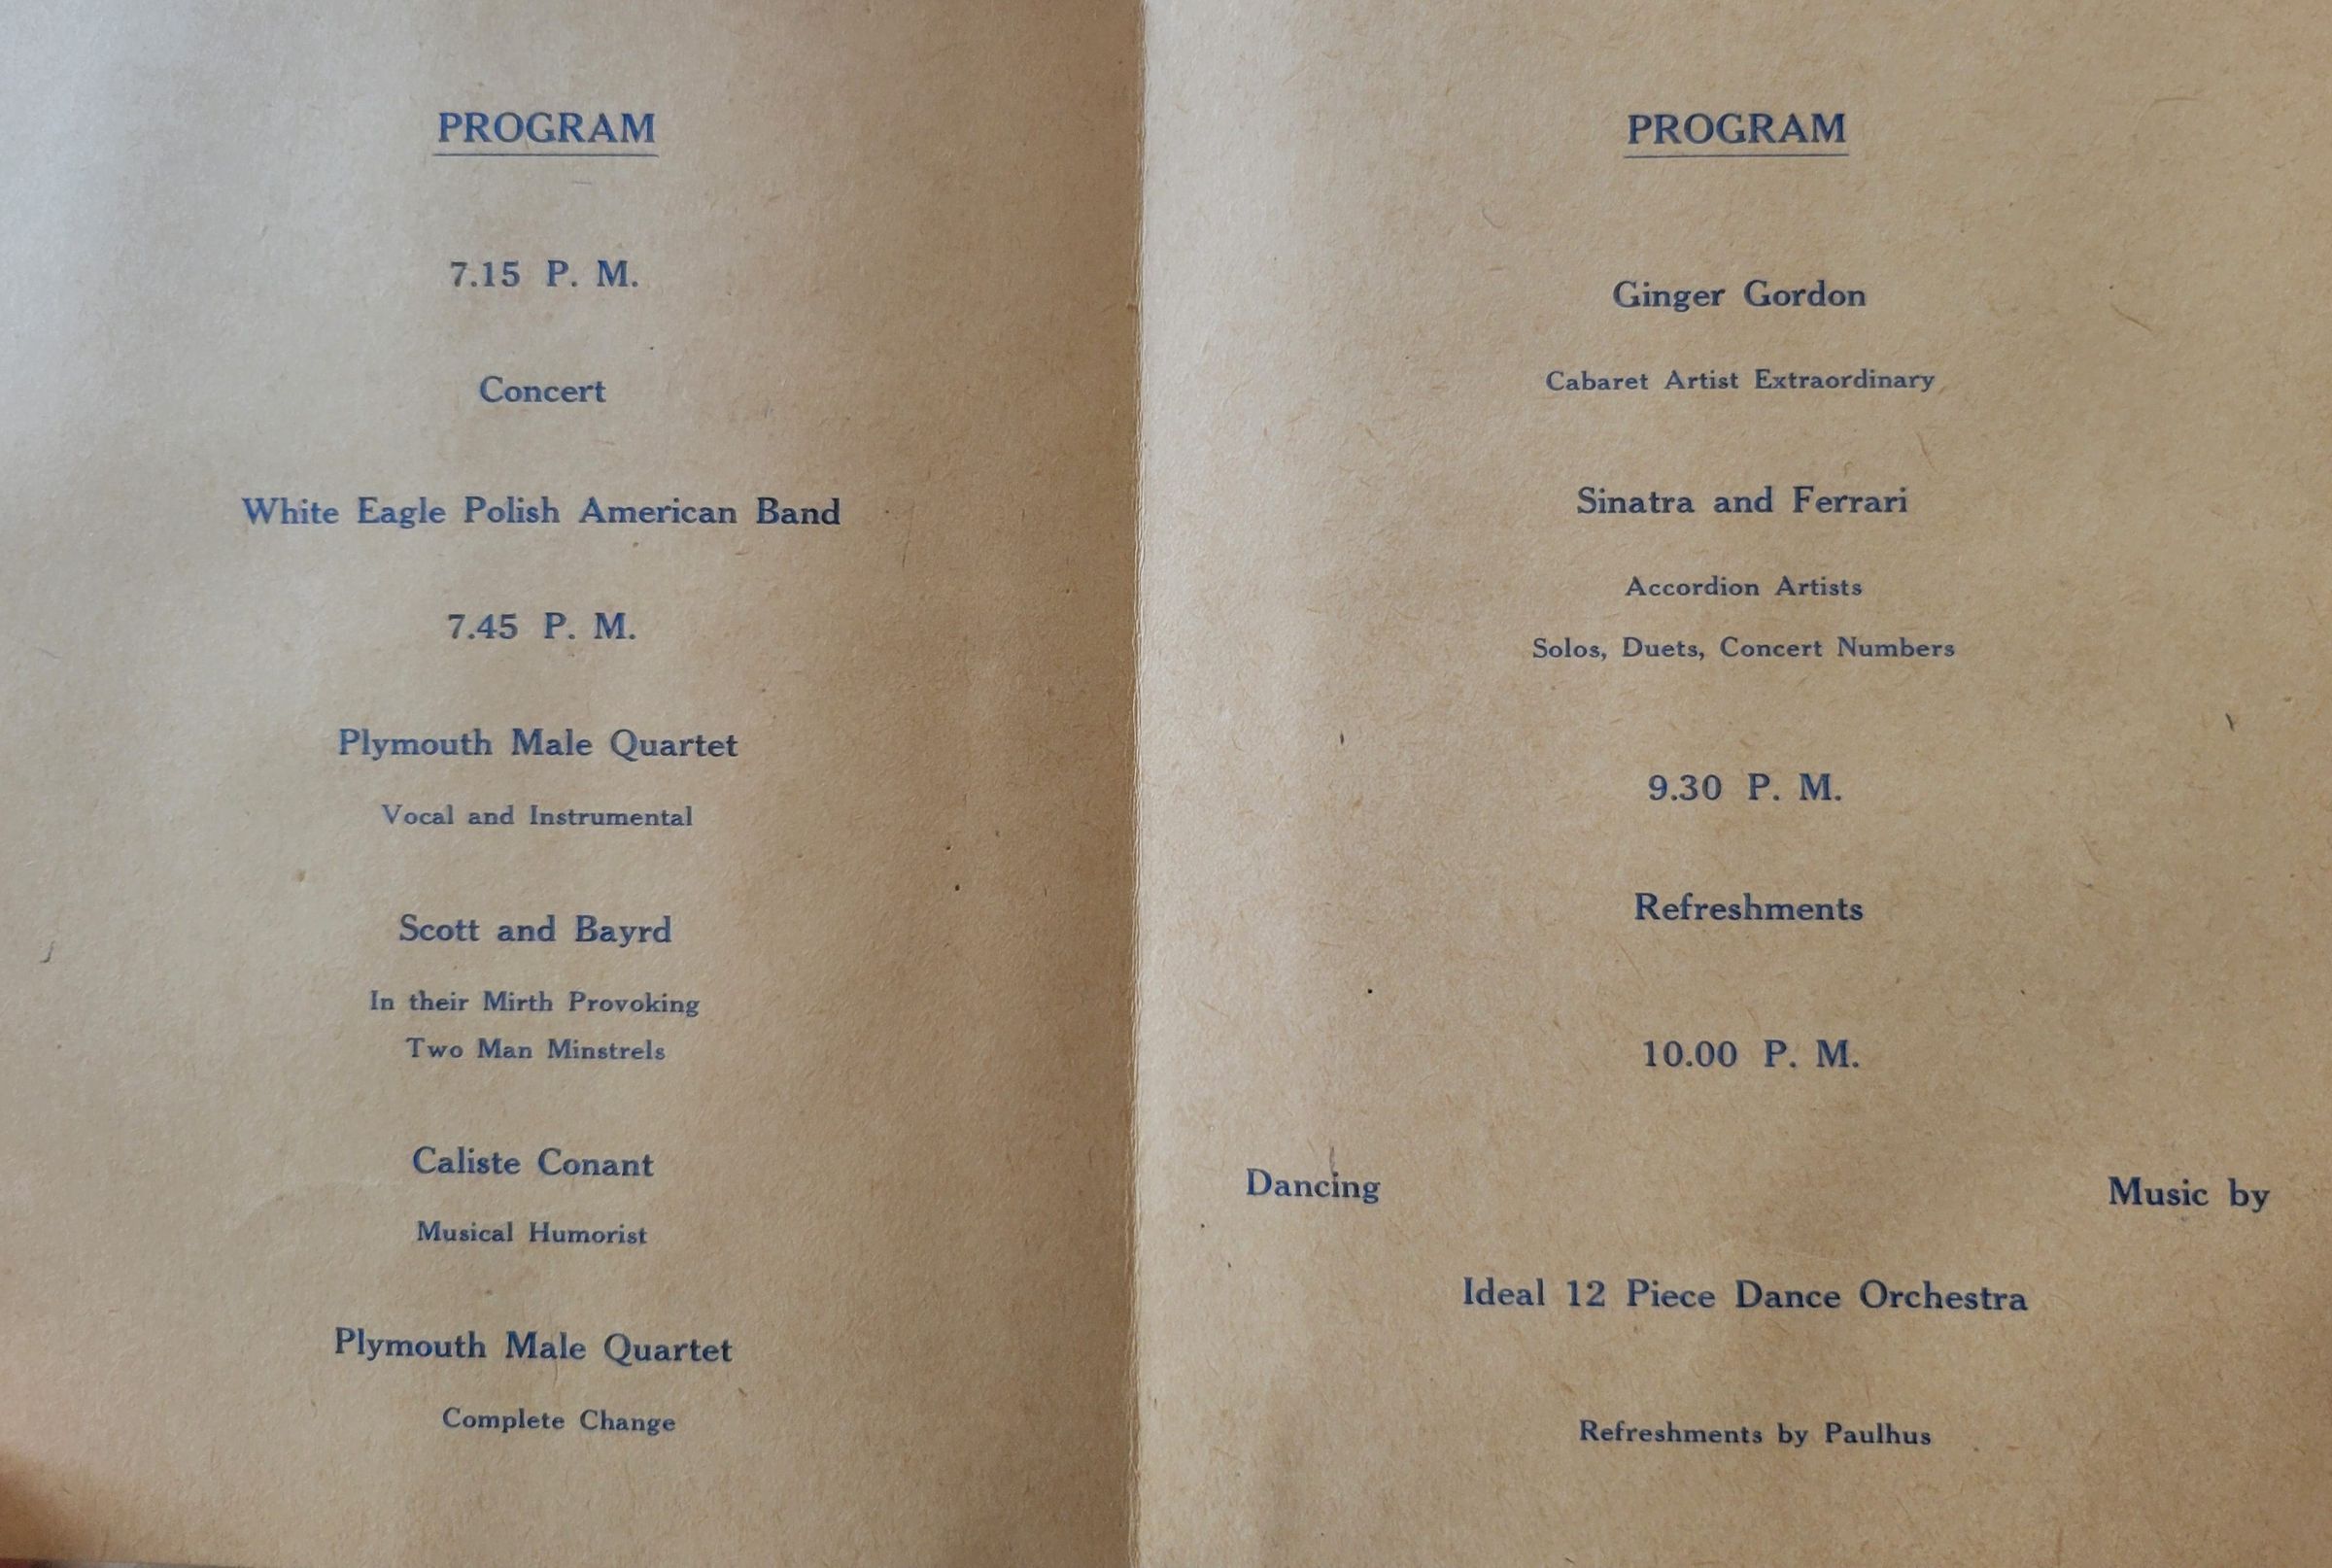 PROGRAM
7.15 P. M.
Concert
White Eagle Polish American Band
7.45 P. M.
Plymouth Male Quartet
Vocal and Instrumental
Scott and Bayrd
In their Mirth Provoking
Two Man Minstrels
Caliste Conant
Musical Humorist
Plymouth Male Quartet
Complete Change
PROGRAM
Ginger Gordon
Cabaret Artist Extraordinary
Sinatra and Ferrari
Accordion Artists
Solos, Duets, Concert Numbers
9.30 P. M.
Refreshments
10.00 P. M.
Dancing Music by
Ideal 12 Piece Dance Orchestra
Refreshments by Paulhus